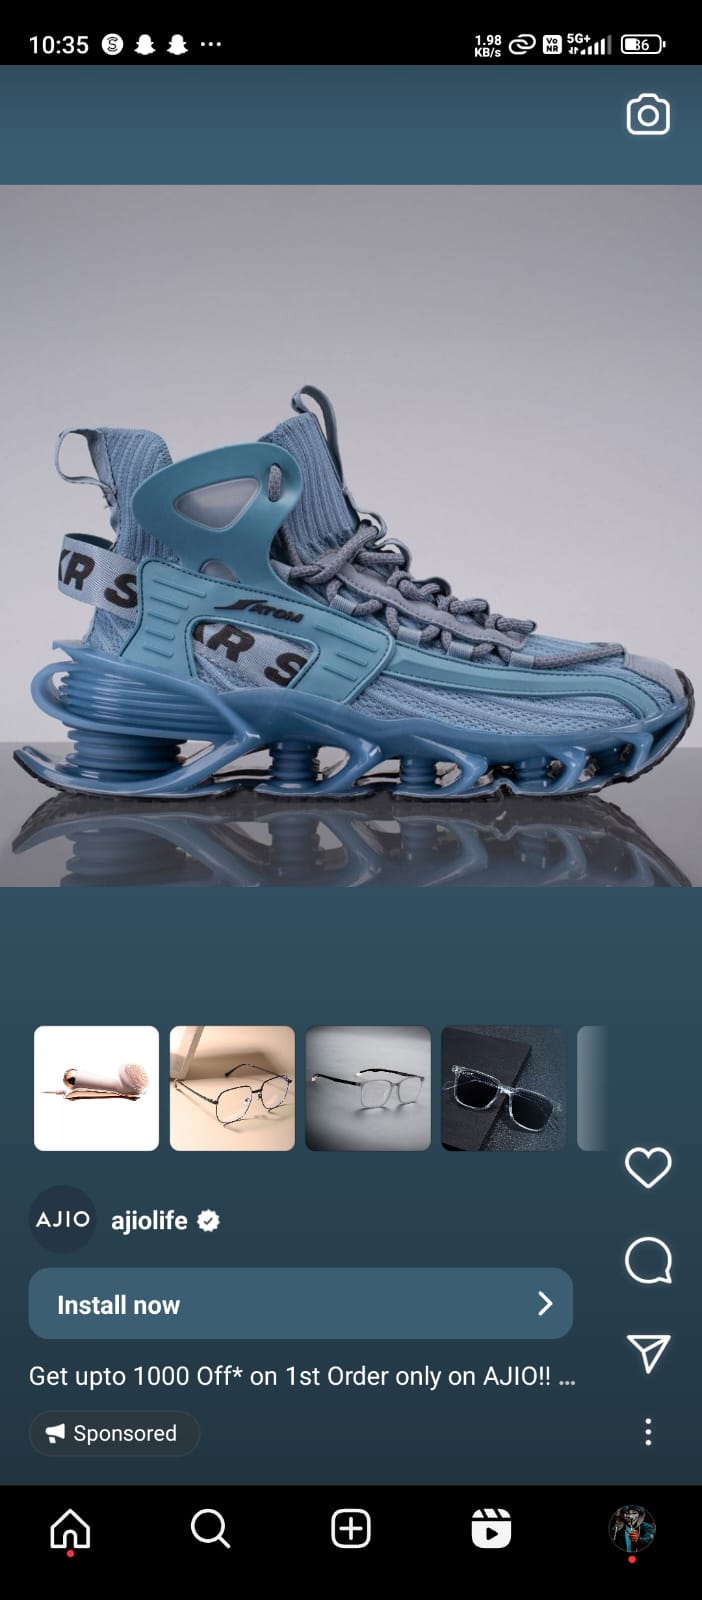 10:35
1.98
KB/s
Vo
NR
5G+
36
KR S
ATOM
KR S
AJIO
ajiolife
Install now
Get upto 1000 Off* on 1st Order only on AJIO!! ...
Sponsored